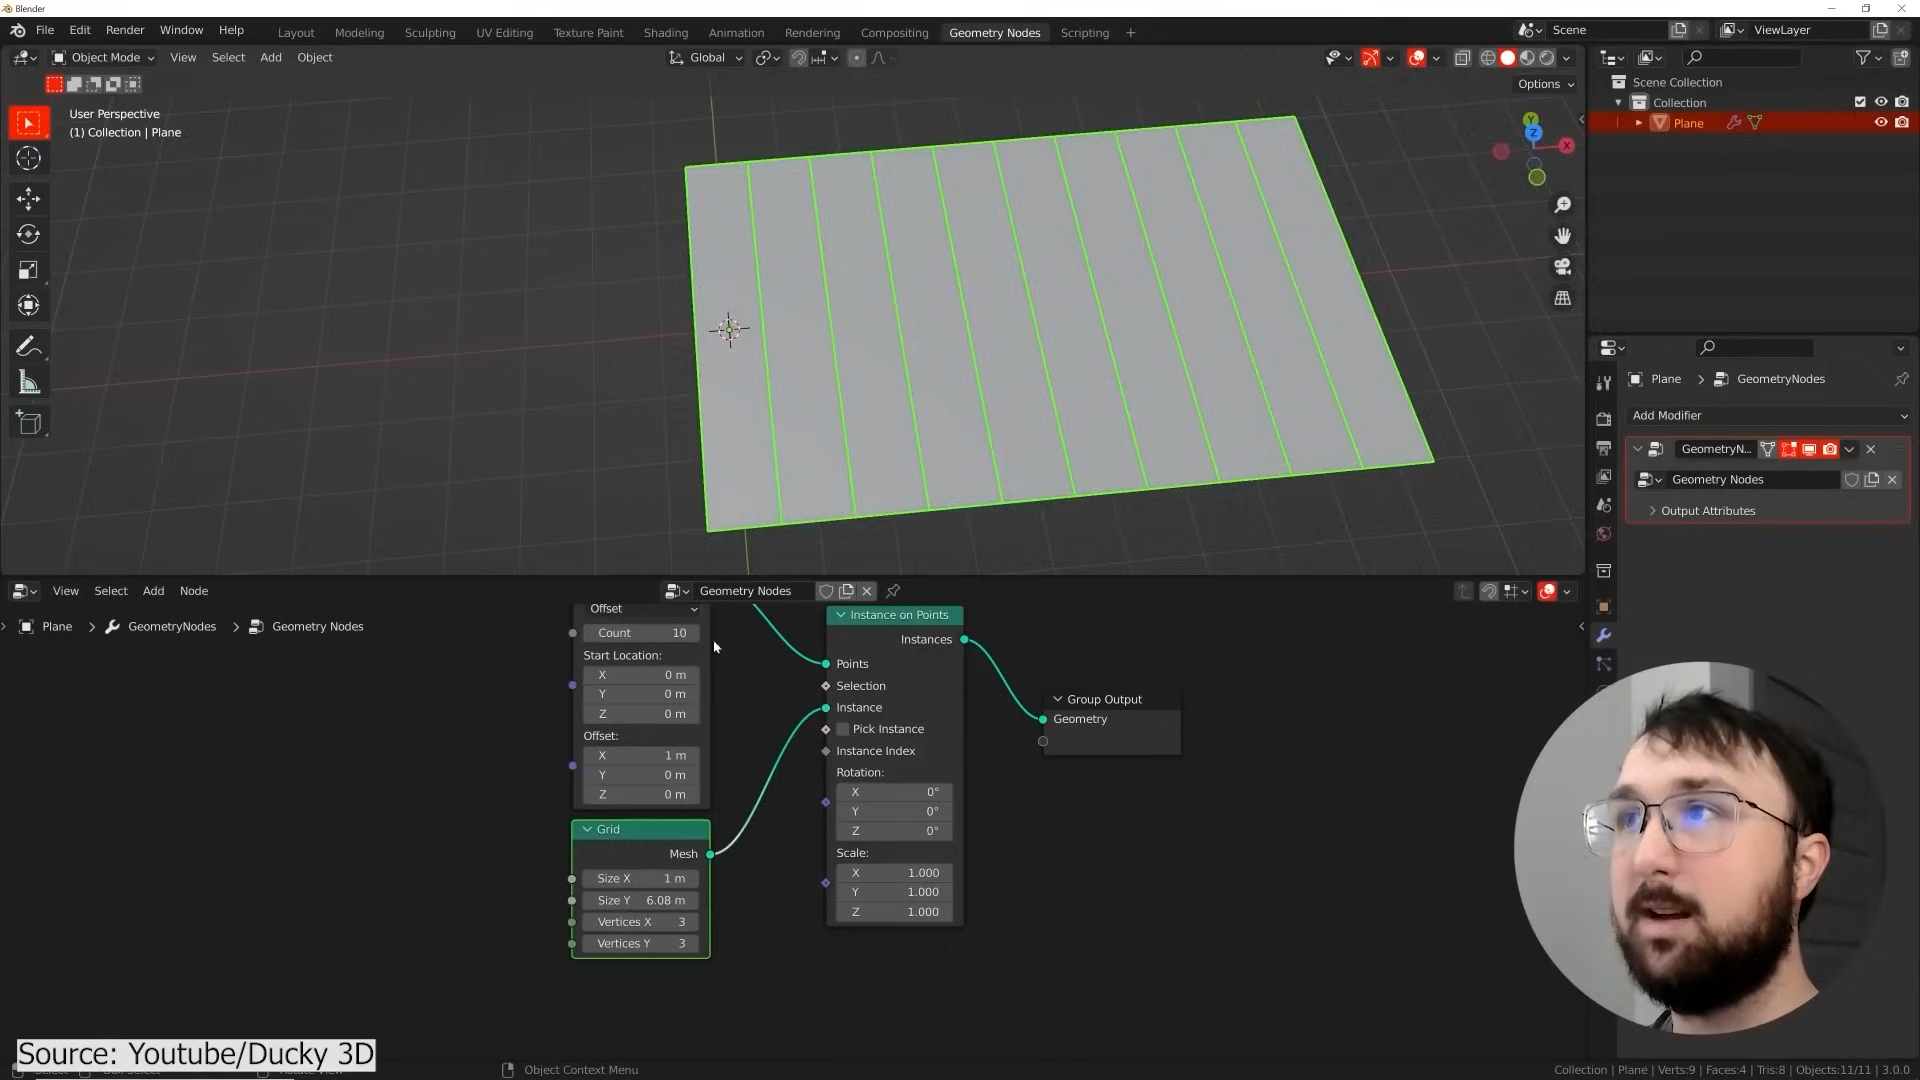 Blender
File Edit Render Window Help Layout Modeling Sculpting UV Editing Texture Paint Shading Animation Rendering Compositing Geometry Nodes Scripting + Scene ViewLayer
Object Mode View Select Add Object Global
Options
User Perspective
(1) Collection | Plane
Y
Z
X
Scene Collection
Collection
Plane
Plane > GeometryNodes
Add Modifier
GeometryN...
Geometry Nodes
Output Attributes
View Select Add Node Geometry Nodes
Plane > GeometryNodes > Geometry Nodes
Offset
Count 10
Start Location:
X 0 m
Y 0 m
Z 0 m
Offset:
X 1 m
Y 0 m
Z 0 m
Grid
Mesh
Size X 1 m
Size Y 6.08 m
Vertices X 3
Vertices Y 3
Instance on Points
Instances
Points
Selection
Instance
Pick Instance
Instance Index
Rotation:
X 0°
Y 0°
Z 0°
Scale:
X 1.000
Y 1.000
Z 1.000
Group Output
Geometry
Source: Youtube/Ducky 3D
Object Context Menu
Collection | Plane | Verts:9 | Faces:4 | Tris:8 | Objects:11/11 | 3.0.0